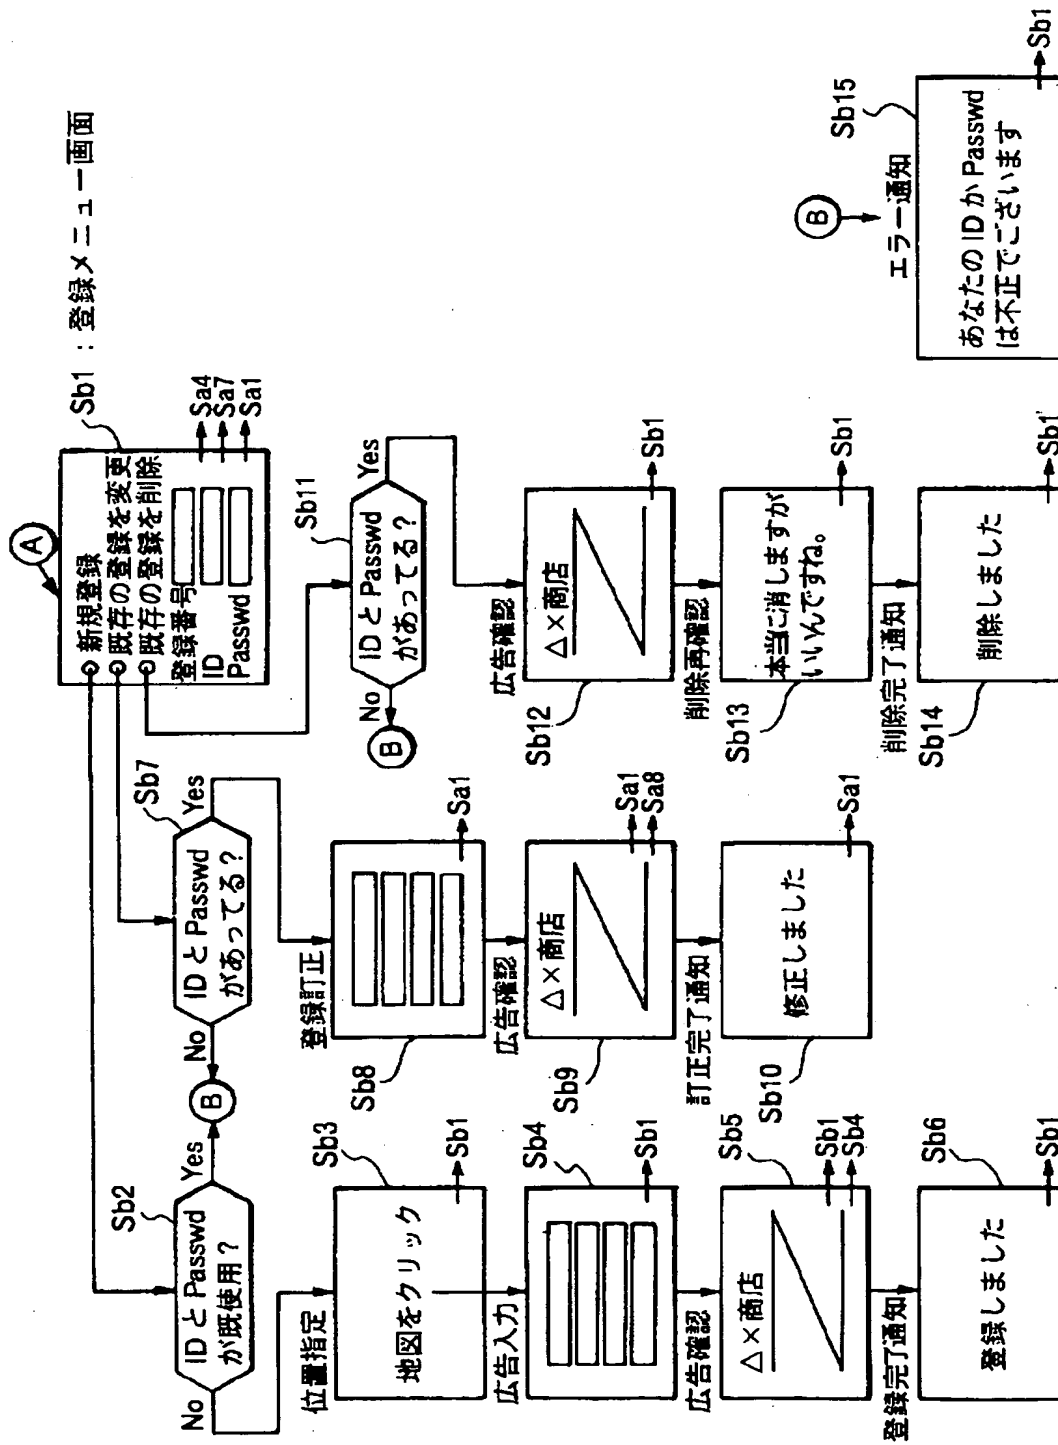 A
Sb1：登録メニュー画面
新規登録
既存の登録を変更
既存の登録を削除
登録番号
ID
Passwd
Sa4
Sa7
Sa1
Sb2
IDとPasswd
が既使用？
No
Yes
B
Sb7
IDとPasswd
があってる？
No
Yes
Sb11
IDとPasswd
があってる？
No
Yes
B
位置指定
Sb3
地図をクリック
Sb1
広告入力
Sb4
Sb1
広告確認
Sb5
△×商店
Sb1
Sb4
登録完了通知
Sb6
登録しました
Sb1
登録訂正
Sb8
Sa1
広告確認
Sb9
△×商店
Sa1
Sa8
訂正完了通知
Sb10
修正しました
Sa1
広告確認
Sb12
△×商店
Sb1
削除再確認
Sb13
本当に消しますが
いいんですね。
Sb1
削除完了通知
Sb14
削除しました
Sb1
B
エラー通知
Sb15
あなたのIDかPasswd
は不正でございます
Sb1